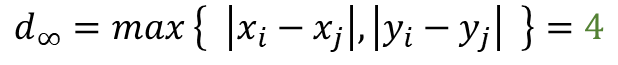 d∞ = max { |xᵢ − xⱼ|, |yᵢ − yⱼ| } = 4